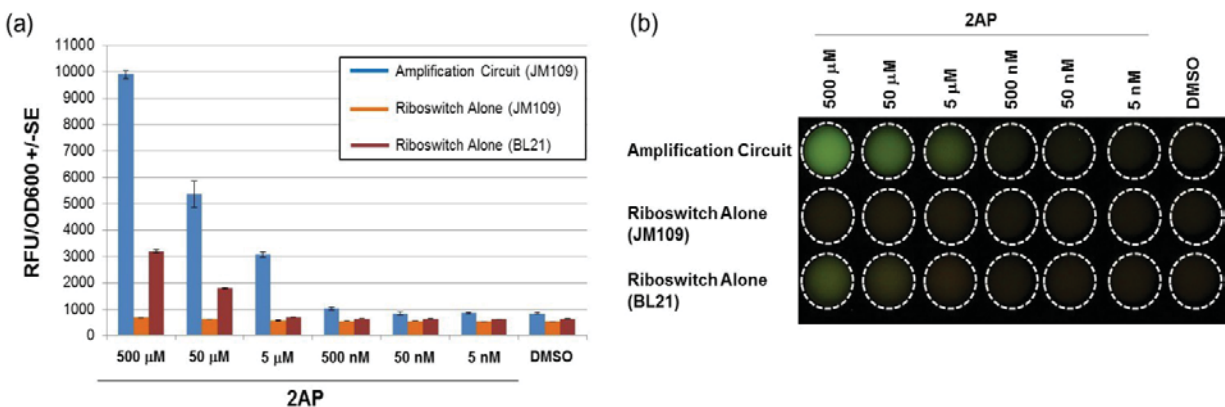 (a)
11000
10000
9000
8000
7000
6000
5000
4000
3000
2000
1000
0
RFU/OD600 +/-SE
Amplification Circuit (JM109)
Riboswitch Alone (JM109)
Riboswitch Alone (BL21)
500 µM 50 µM 5 µM 500 nM 50 nM 5 nM DMSO
2AP
(b)
2AP
500 µM 50 µM 5 µM 500 nM 50 nM 5 nM DMSO
Amplification Circuit
Riboswitch Alone
(JM109)
Riboswitch Alone
(BL21)